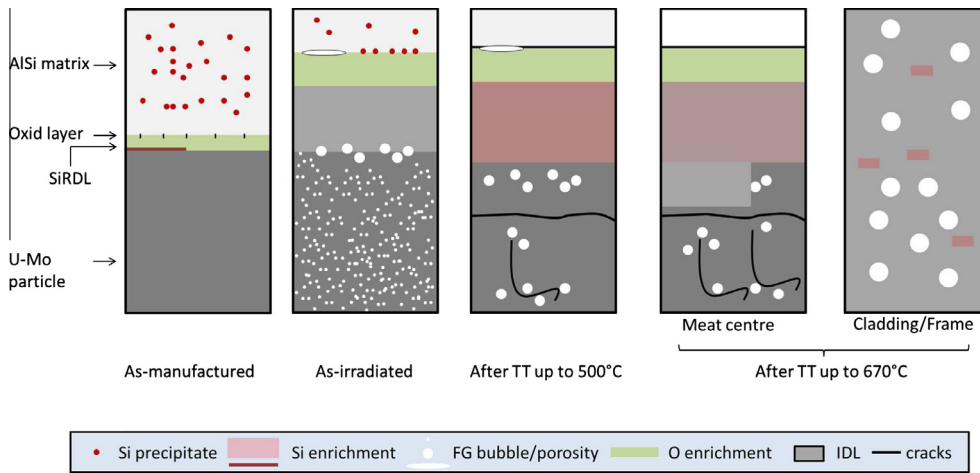 AlSi matrix
Oxid layer
SiRDL
U-Mo
particle
Meat centre
Cladding/Frame
As-manufactured
As-irradiated
After TT up to 500°C
After TT up to 670°C
Si precipitate
Si enrichment
FG bubble/porosity
O enrichment
IDL
cracks